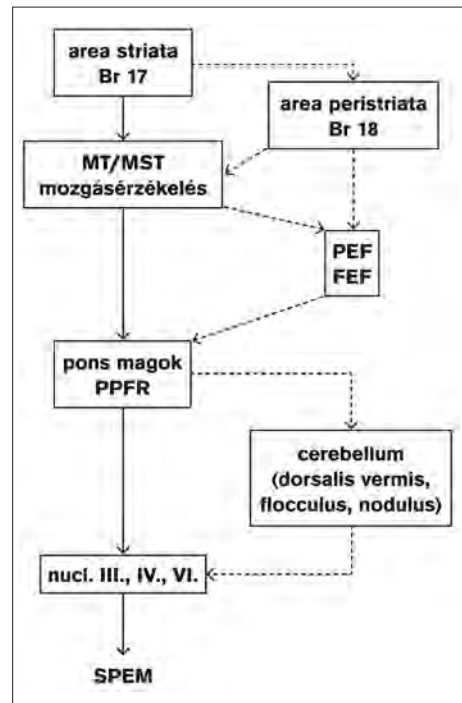 area striata
Br 17
area peristriata
Br 18
MT/MST
mozgásérzékelés
PEF
FEF
pons magok
PPFR
cerebellum
(dorsalis vermis,
flocculus, nodulus)
nucl. III., IV., VI.
SPEM